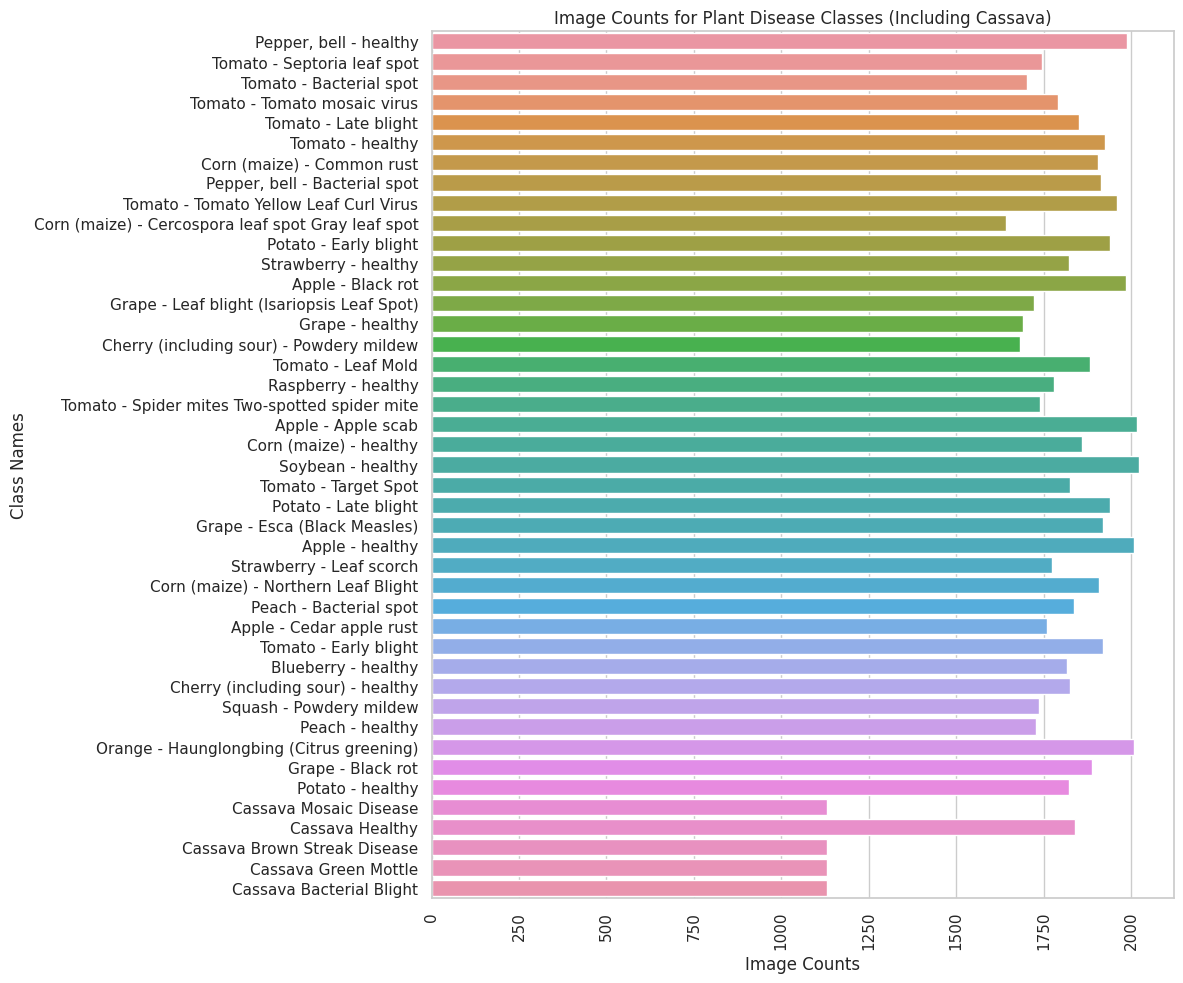 Image Counts for Plant Disease Classes (Including Cassava)
Pepper, bell - healthy
Tomato - Septoria leaf spot
Tomato - Bacterial spot
Tomato - Tomato mosaic virus
Tomato - Late blight
Tomato - healthy
Corn (maize) - Common rust
Pepper, bell - Bacterial spot
Tomato - Tomato Yellow Leaf Curl Virus
Corn (maize) - Cercospora leaf spot Gray leaf spot
Potato - Early blight
Strawberry - healthy
Apple - Black rot
Grape - Leaf blight (Isariopsis Leaf Spot)
Grape - healthy
Cherry (including sour) - Powdery mildew
Tomato - Leaf Mold
Raspberry - healthy
Tomato - Spider mites Two-spotted spider mite
Apple - Apple scab
Corn (maize) - healthy
Soybean - healthy
Tomato - Target Spot
Potato - Late blight
Grape - Esca (Black Measles)
Apple - healthy
Strawberry - Leaf scorch
Corn (maize) - Northern Leaf Blight
Peach - Bacterial spot
Apple - Cedar apple rust
Tomato - Early blight
Blueberry - healthy
Cherry (including sour) - healthy
Squash - Powdery mildew
Peach - healthy
Orange - Haunglongbing (Citrus greening)
Grape - Black rot
Potato - healthy
Cassava Mosaic Disease
Cassava Healthy
Cassava Brown Streak Disease
Cassava Green Mottle
Cassava Bacterial Blight
Class Names
0
250
500
750
1000
1250
1500
1750
2000
Image Counts